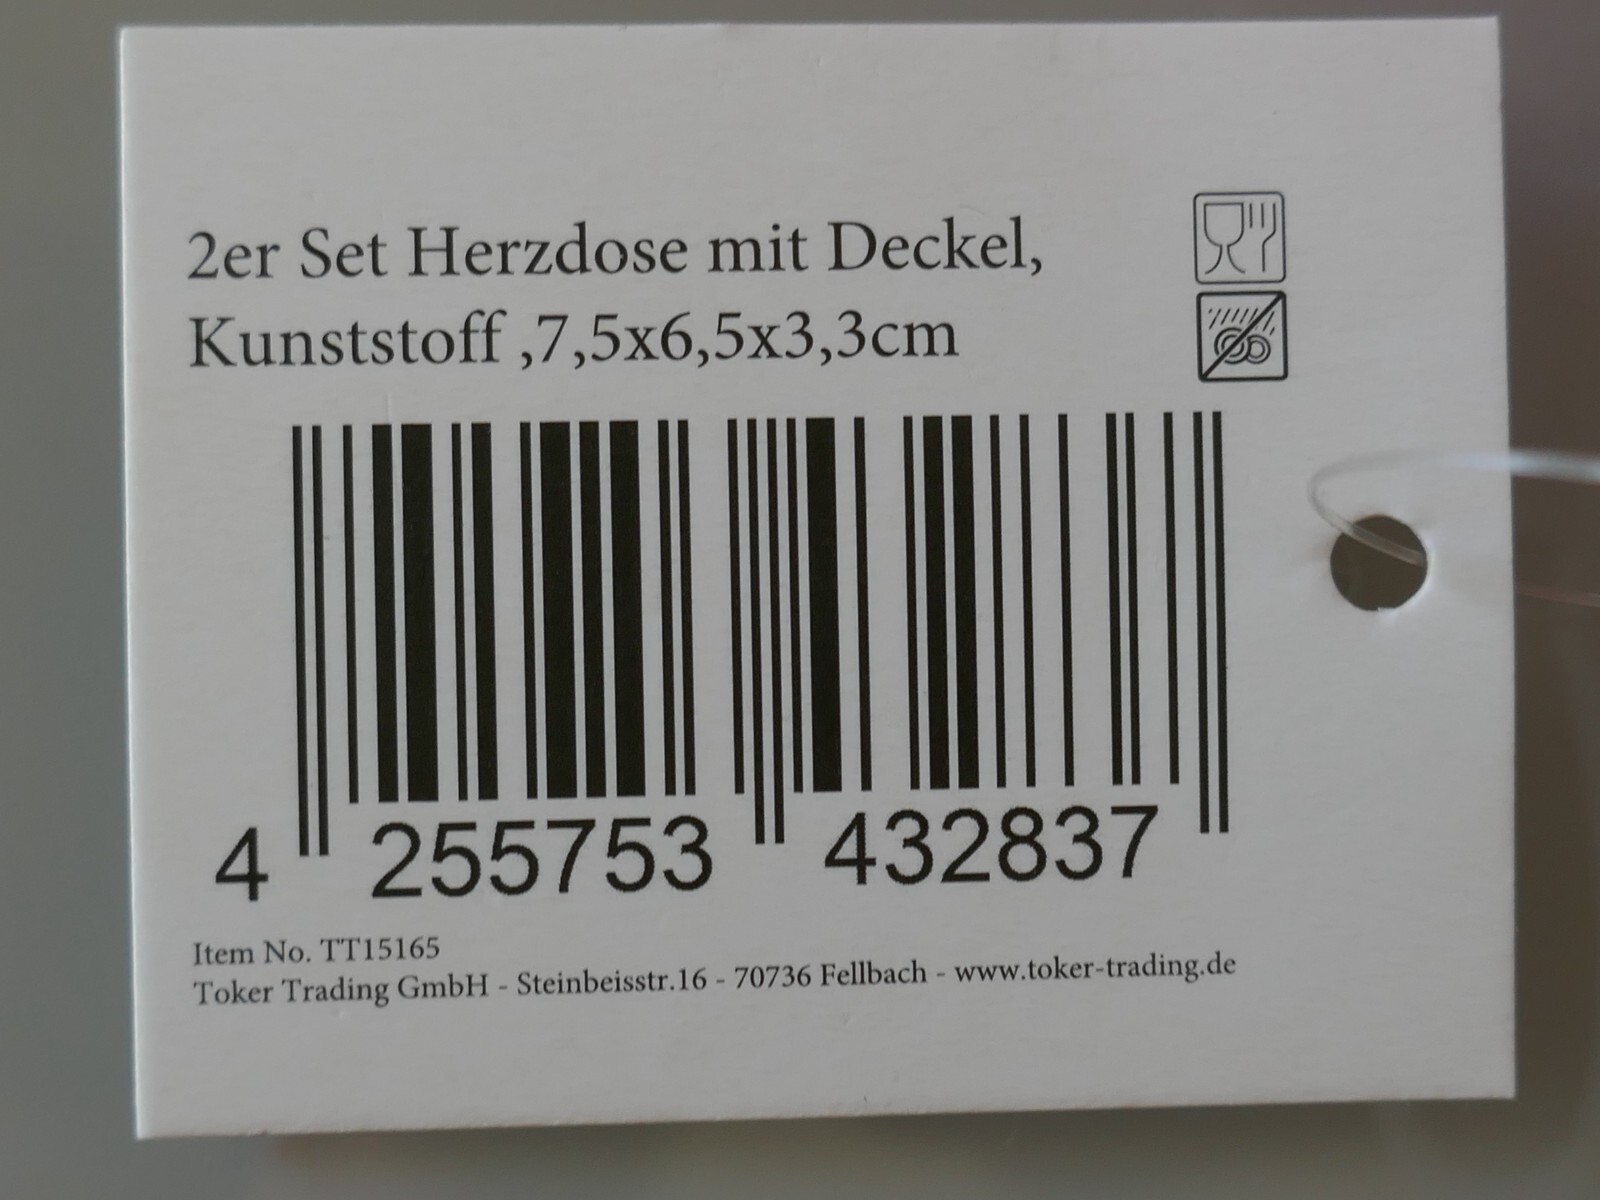 2er Set Herzdose mit Deckel,
Kunststoff ,7,5x6,5x3,3cm
4 255753 432837
Item No. TT15165
Toker Trading GmbH - Steinbeisstr.16 - 70736 Fellbach - www.toker-trading.de